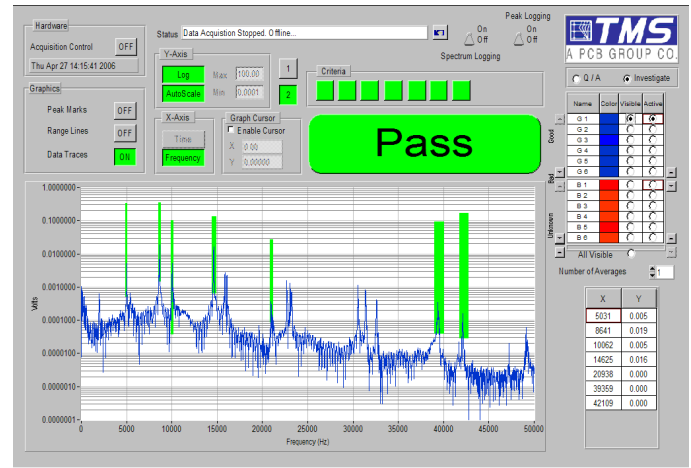 Hardware
Acquisition Control OFF
Thu Apr 27 14:15:41 2006
Status Data Acquistion Stopped. Offline...
Peak Logging
On On
Off Off
Spectrum Logging
TMS
A PCB GROUP CO.
Q / A Investigate
Y-Axis
Log Max 100.00
AutoScale Min 0.0001
1
2
Criteria
Graphics
Peak Marks OFF
Range Lines OFF
Data Traces ON
X-Axis
Time
Frequency
Graph Cursor
Enable Cursor
X 0.00
Y 0.00000
Pass
Name Color Visible Active
Good
G 1
G 4
G 3
G 4
G 5
G 6
Bad
B 1
B 2
B 3
B 4
B 5
B 6
Unknown
All Visible
Number of Averages 1
X Y
5031 0.005
8641 0.019
10062 0.005
14625 0.016
20938 0.000
39359 0.000
42109 0.000
Volts
1.0000000
0.1000000
0.0100000
0.0010000
0.0001000
0.0000100
0.0000010
0.0000001
0 5000 10000 15000 20000 25000 30000 35000 40000 45000 50000
Frequency (Hz)